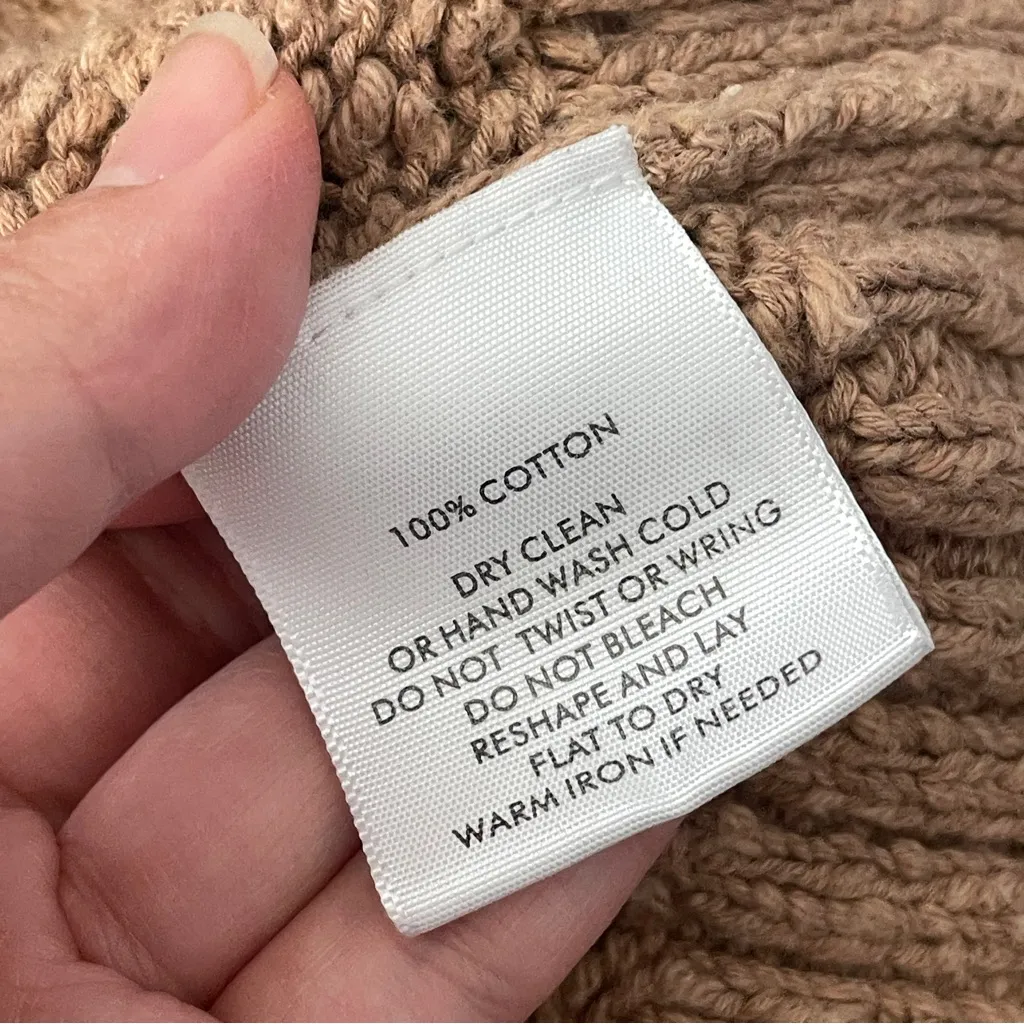 100% COTTON
DRY CLEAN
OR HAND WASH COLD
DO NOT TWIST OR WRING
DO NOT BLEACH
RESHAPE AND LAY
FLAT TO DRY
WARM IRON IF NEEDED